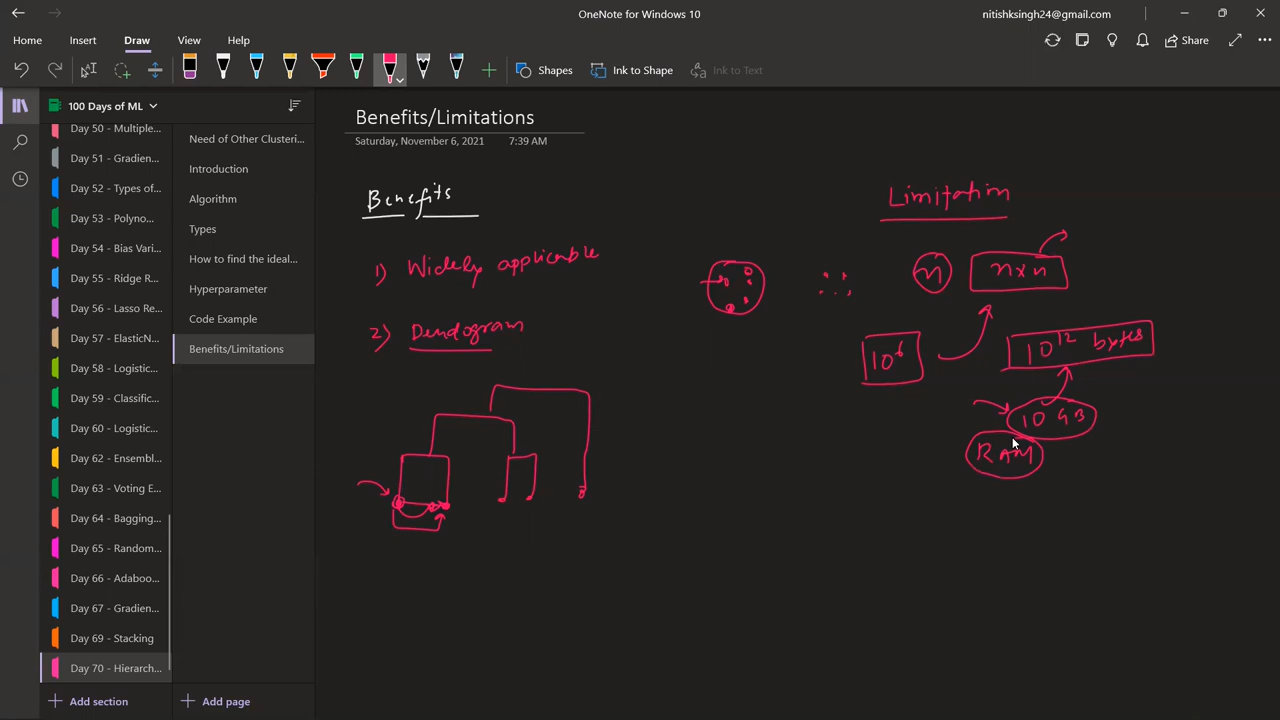 OneNote for Windows 10
nitishksingh24@gmail.com
Home
Insert
Draw
View
Help
Share
Shapes
Ink to Shape
Ink to Text
100 Days of ML
Day 50 - Multiple...
Day 51 - Gradien...
Day 52 - Types of...
Day 53 - Polyno...
Day 54 - Bias Vari...
Day 55 - Ridge R...
Day 56 - Lasso Re...
Day 57 - ElasticN...
Day 58 - Logistic...
Day 59 - Classific...
Day 60 - Logistic...
Day 62 - Ensembl...
Day 63 - Voting E...
Day 64 - Bagging...
Day 65 - Random...
Day 66 - Adaboo...
Day 67 - Gradien...
Day 69 - Stacking
Day 70 - Hierarch...
Add section
Need of Other Clusteri...
Introduction
Algorithm
Types
How to find the ideal...
Hyperparameter
Code Example
Benefits/Limitations
Add page
Benefits/Limitations
Saturday, November 6, 2021 7:39 AM
Benefits
1) Widely applicable
2) Dendogram
Limitation
n n×n
10⁶
10¹² bytes
10 GB
RAM